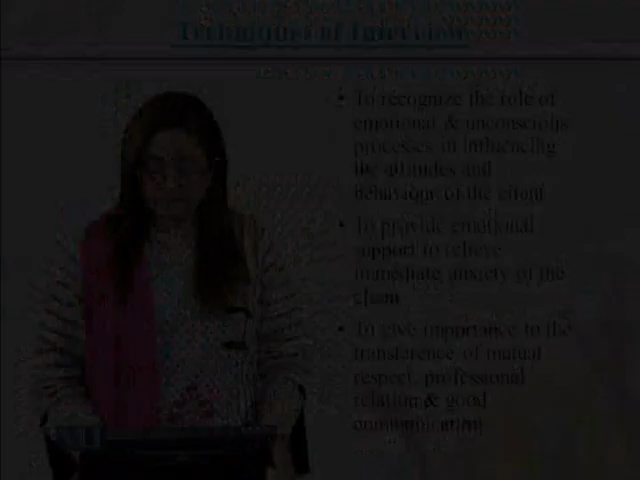 Techniques of Interview
• To recognize the role of
emotional & unconscious
processes in influencing
the attitudes and
behaviour of the client
• To provide emotional
support to relieve
immediate anxiety of the
client
• To give importance to the
transference of mutual
respect, professional
relation & good
communication